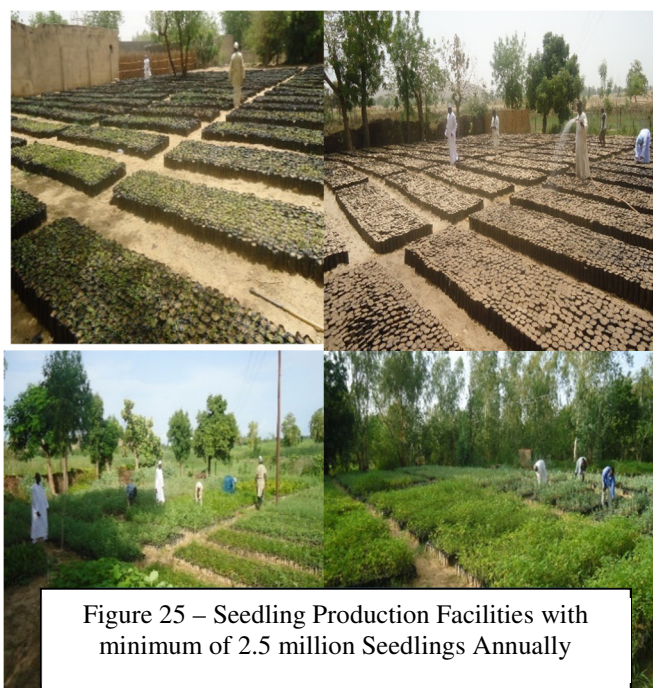 Figure 25 – Seedling Production Facilities with
minimum of 2.5 million Seedlings Annually